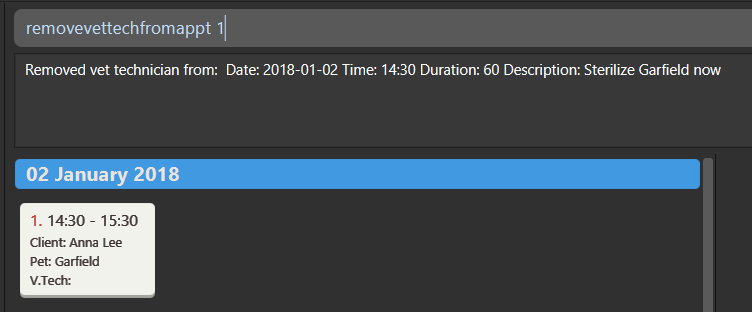 removevettechfromappt 1
Removed vet technician from:  Date: 2018-01-02 Time: 14:30 Duration: 60 Description: Sterilize Garfield now
02 January 2018
1. 14:30 - 15:30
Client: Anna Lee
Pet: Garfield
V.Tech: